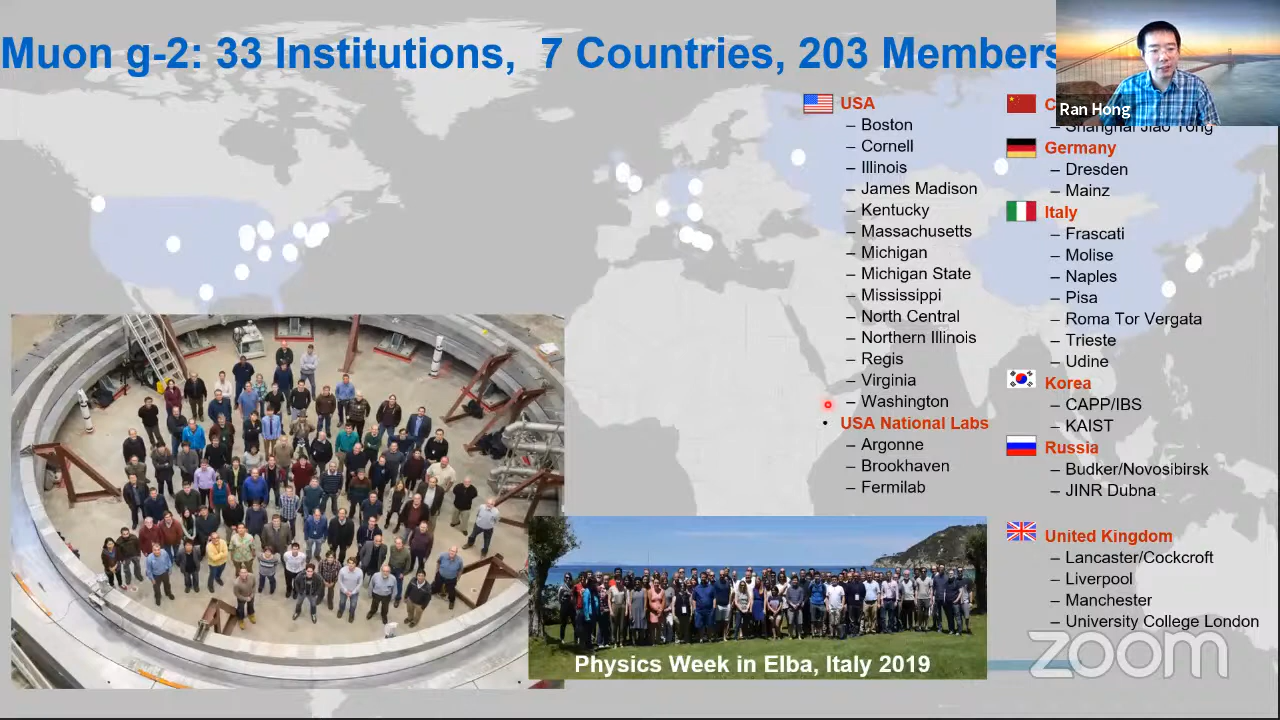 Muon g-2: 33 Institutions, 7 Countries, 203 Members
Ran Hong
USA
– Boston
– Cornell
– Illinois
– James Madison
– Kentucky
– Massachusetts
– Michigan
– Michigan State
– Mississippi
– North Central
– Northern Illinois
– Regis
– Virginia
– Washington
• USA National Labs
– Argonne
– Brookhaven
– Fermilab
C
– Shanghai Jiao Tong
Germany
– Dresden
– Mainz
Italy
– Frascati
– Molise
– Naples
– Pisa
– Roma Tor Vergata
– Trieste
– Udine
Korea
– CAPP/IBS
– KAIST
Russia
– Budker/Novosibirsk
– JINR Dubna
United Kingdom
– Lancaster/Cockcroft
– Liverpool
– Manchester
– University College London
Physics Week in Elba, Italy 2019
zoom